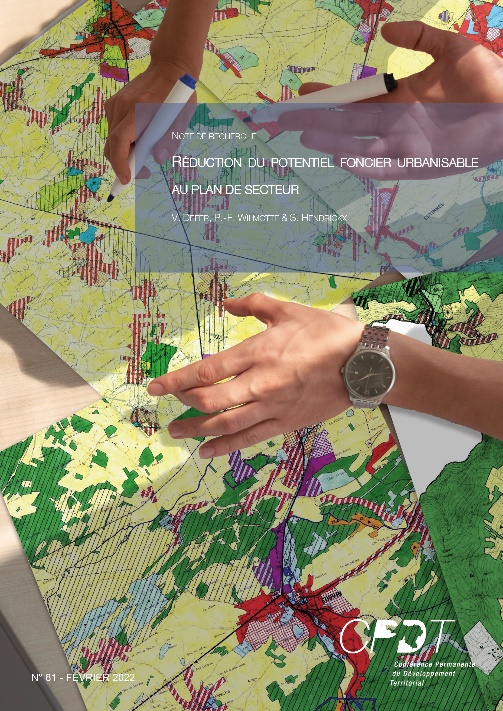 NOTE DE RECHERCHE
RÉDUCTION DU POTENTIEL FONCIER URBANISABLE
AU PLAN DE SECTEUR
V. DEFER, P.-F. WILMOTTE & S. HENDRICKX
CPDT
Conférence Permanente
du Développement
Territorial
N° 81 - FÉVRIER 2022